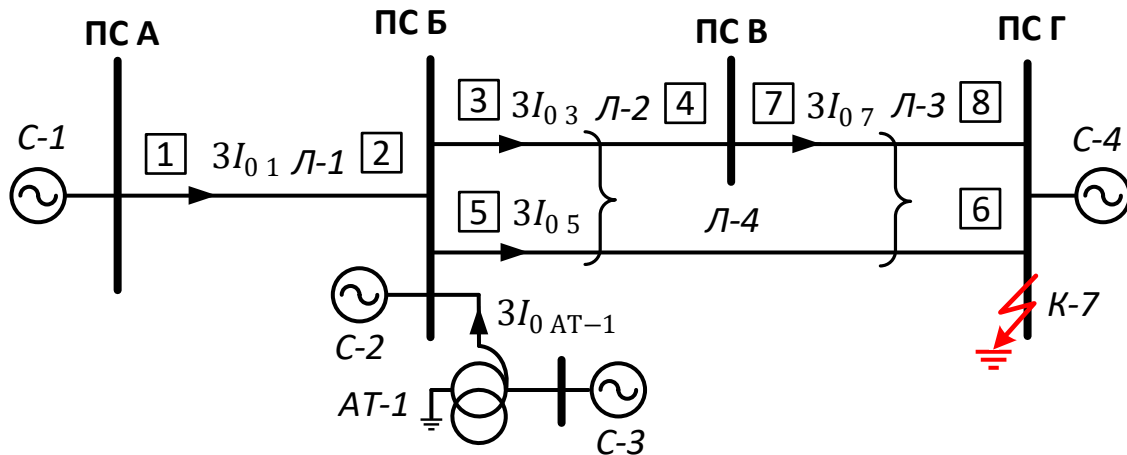 ПС А
ПС Б
ПС В
ПС Г
С-1
1
3I₀ ₁
Л-1
2
3
3I₀ ₃
Л-2
4
7
3I₀ ₇
Л-3
8
С-4
5
3I₀ ₅
Л-4
6
С-2
3I₀ АТ−1
К-7
АТ-1
С-3